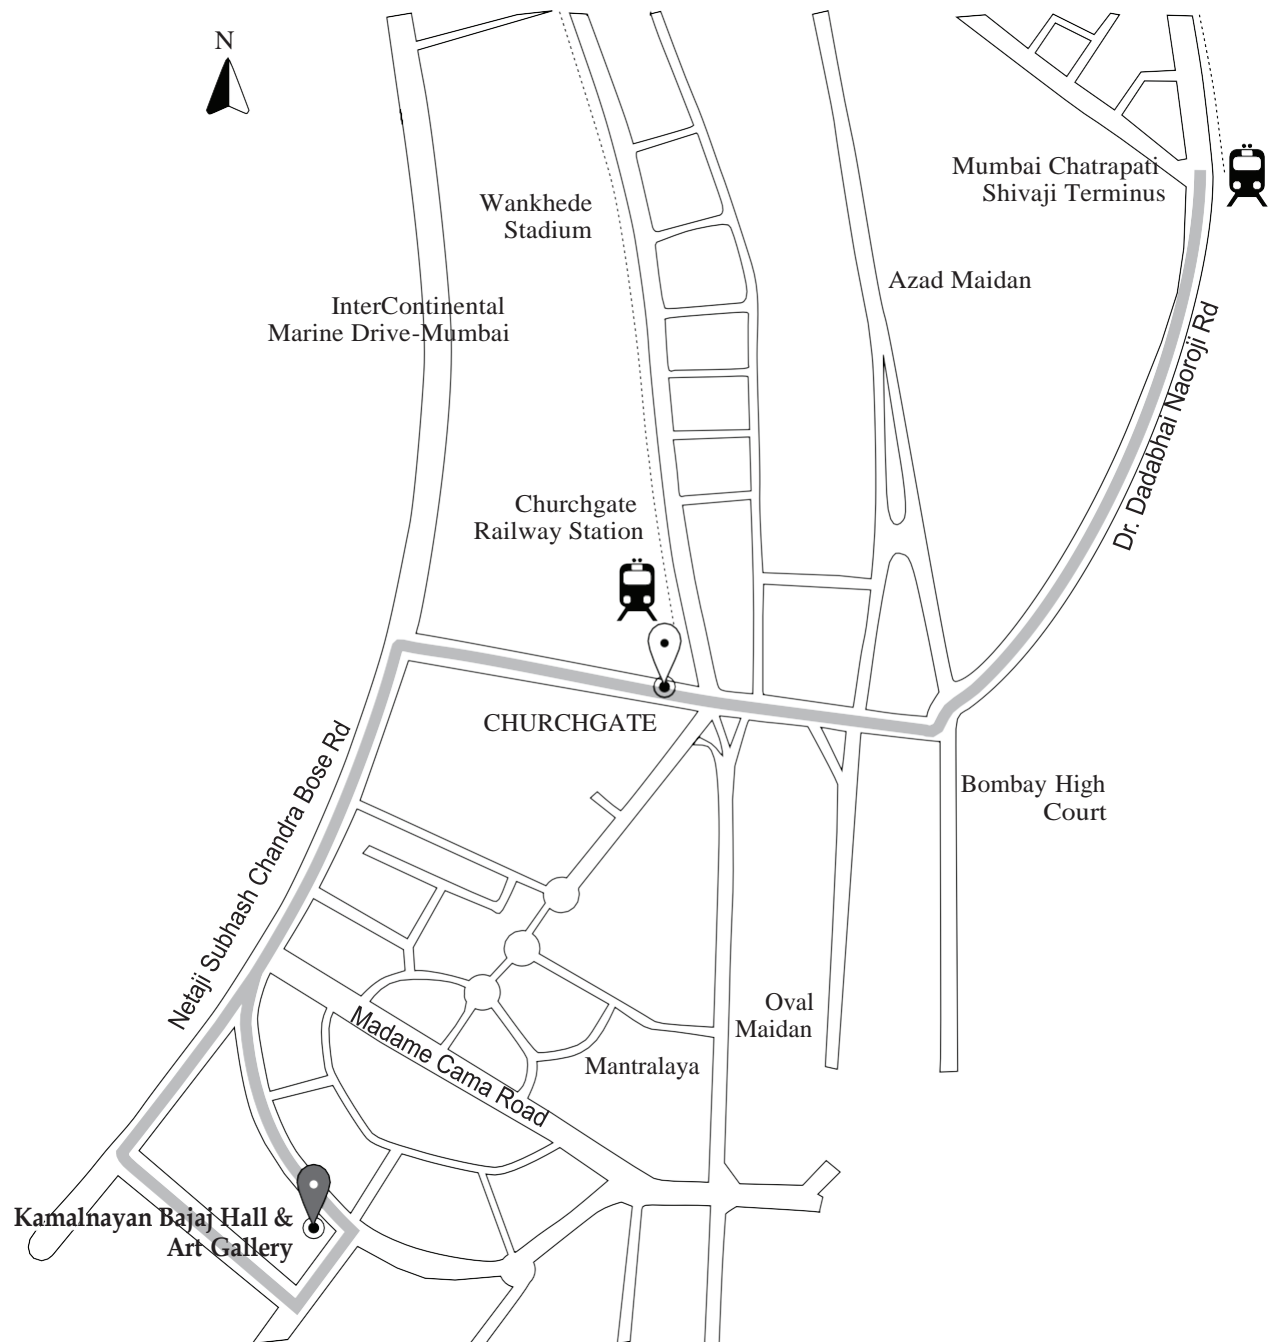 N
Mumbai Chatrapati
Shivaji Terminus
Wankhede
Stadium
Azad Maidan
InterContinental
Marine Drive-Mumbai
Dr. Dadabhai Naoroji Rd
Churchgate
Railway Station
CHURCHGATE
Netaji Subhash Chandra Bose Rd
Bombay High
Court
Oval
Maidan
Madame Cama Road
Mantralaya
Kamalnayan Bajaj Hall &
Art Gallery